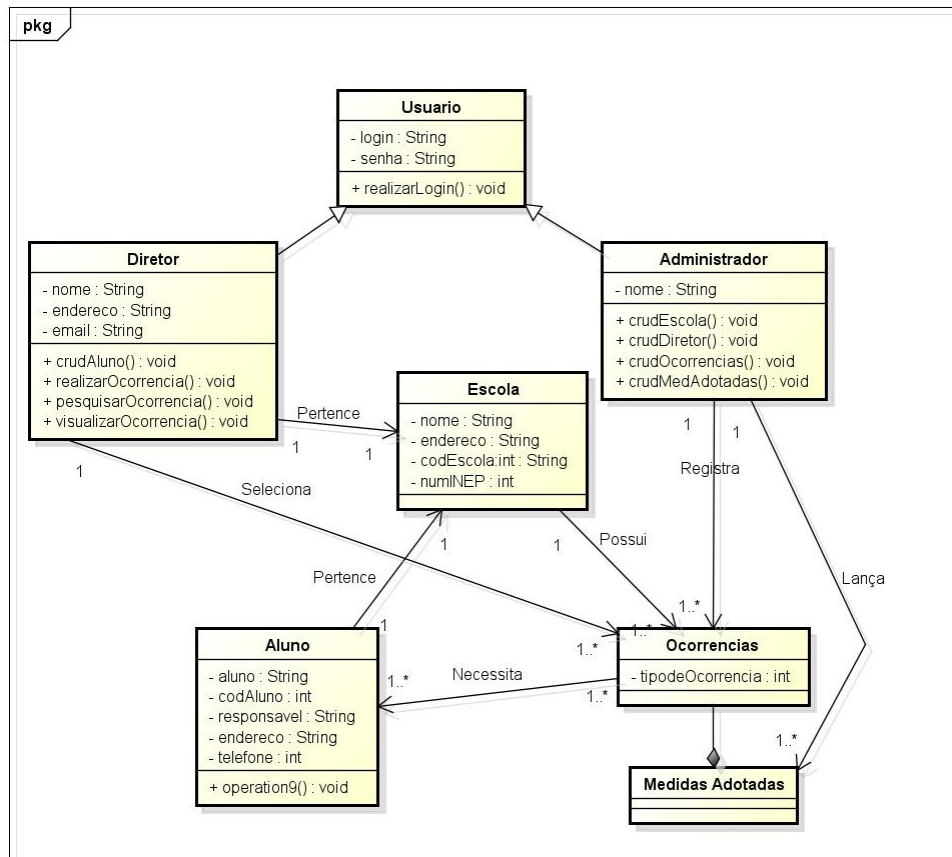 pkg
Usuario
- login : String
- senha : String
+ realizarLogin() : void
Diretor
- nome : String
- endereco : String
- email : String
+ crudAluno() : void
+ realizarOcorrencia() : void
+ pesquisarOcorrencia() : void
+ visualizarOcorrencia() : void
Administrador
- nome : String
+ crudEscola() : void
+ crudDiretor() : void
+ crudOcorrencias() : void
+ crudMedAdotadas() : void
Escola
- nome : String
- endereco : String
- codEscola:int : String
- numINEP : int
Pertence
1
1
1
Seleciona
1
1
Registra
Possui
1
Lança
Pertence
1
1
1..*
1..*
1..*
Aluno
- aluno : String
- codAluno : int
- responsavel : String
- endereco : String
- telefone : int
+ operation9() : void
Necessita
1..*
1..*
Ocorrencias
- tipodeOcorrencia : int
1..*
Medidas Adotadas